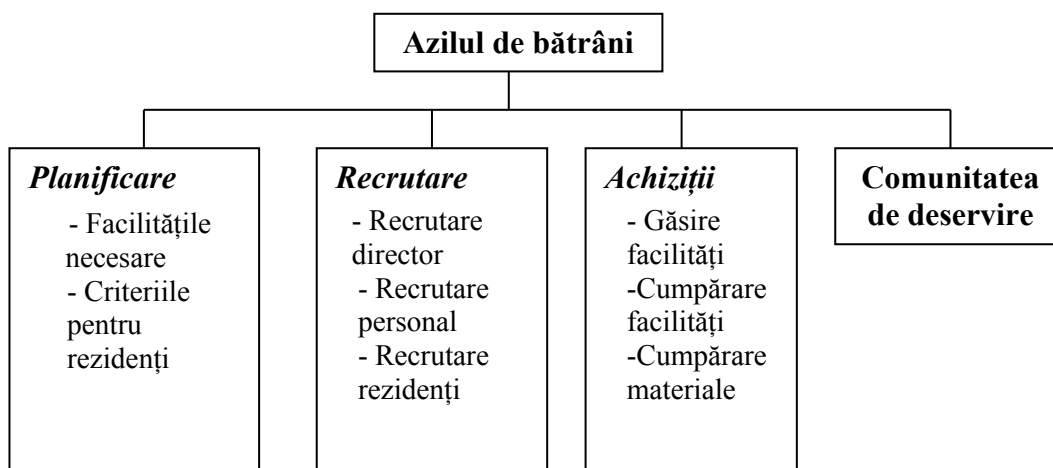 Azilul de bătrâni
Planificare
- Facilitățile
necesare
- Criteriile
pentru
rezidenți
Recrutare
- Recrutare
director
- Recrutare
personal
- Recrutare
rezidenți
Achiziții
- Găsire
facilități
-Cumpărare
facilități
-Cumpărare
materiale
Comunitatea
de deservire